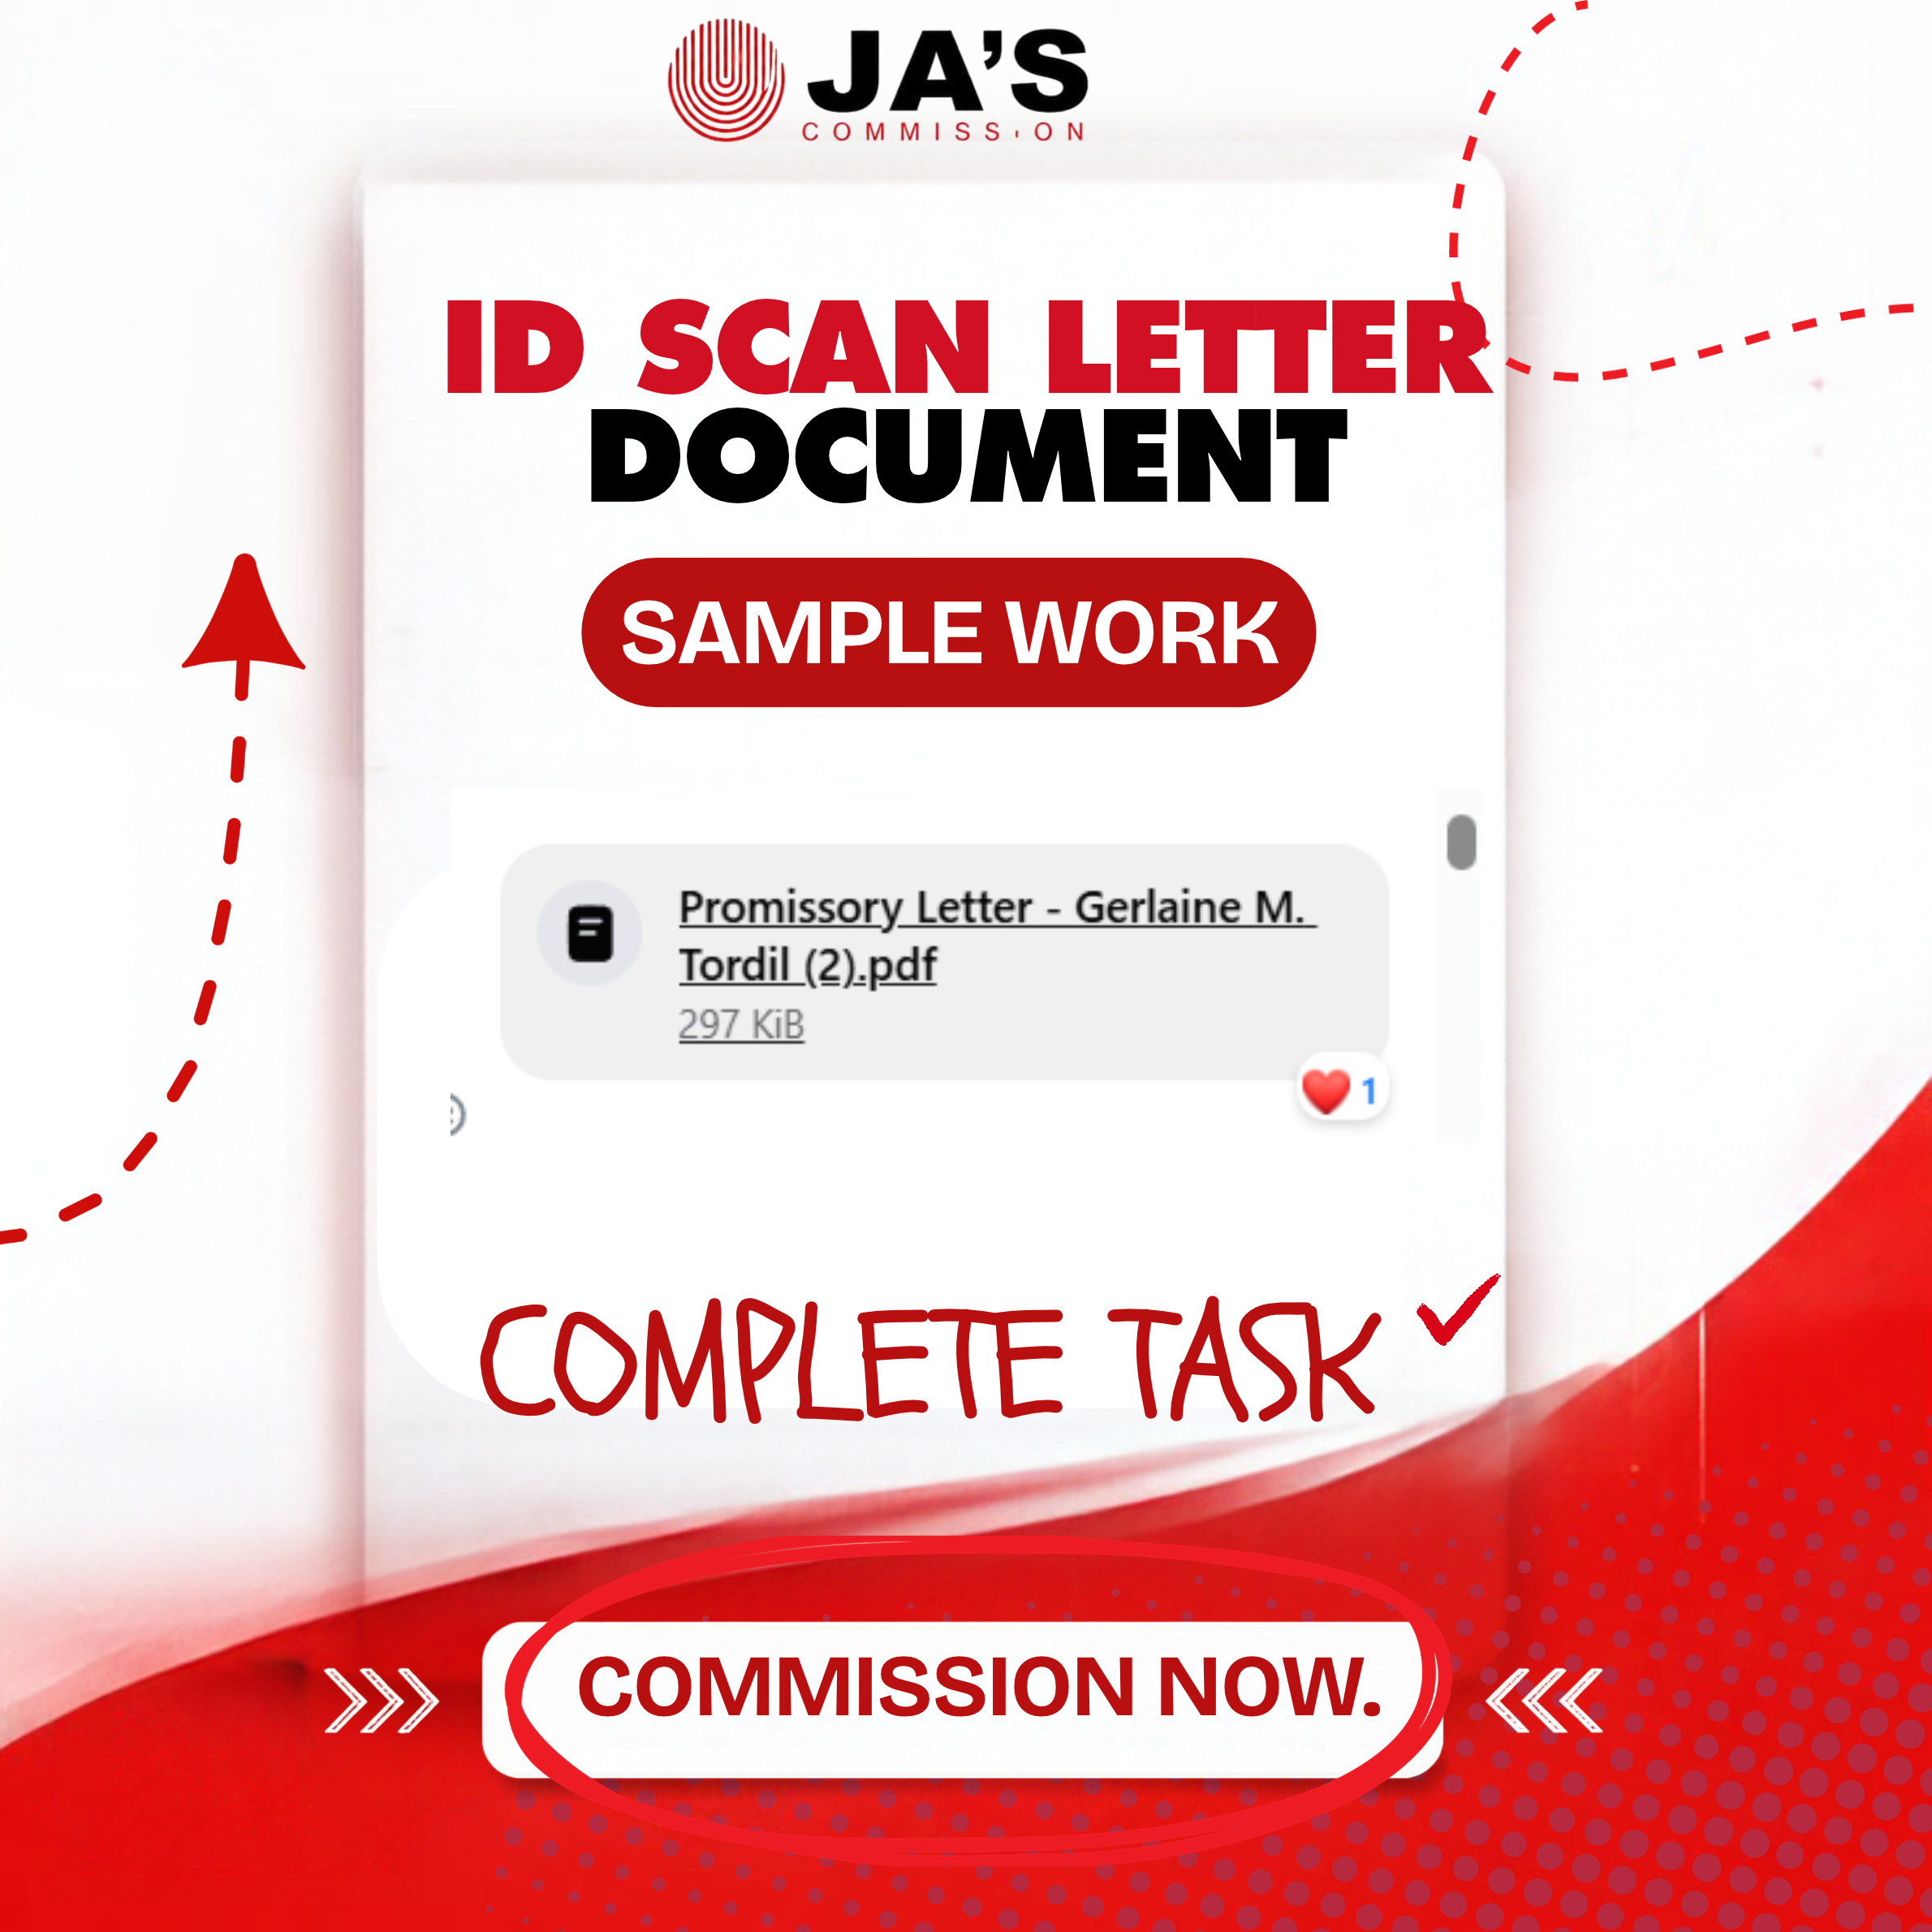 JA'S
COMMISSION
ID SCAN LETTER
DOCUMENT
SAMPLE WORK
Promissory Letter - Gerlaine M.
Tordil (2).pdf
297 KiB
1
COMPLETE TASK
COMMISSION NOW.